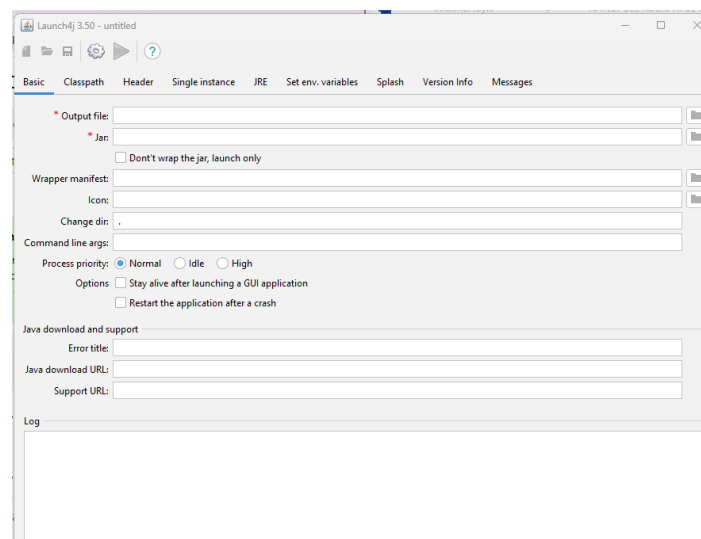 Launch4j 3.50 - untitled
Basic Classpath Header Single instance JRE Set env. variables Splash Version Info Messages
* Output file:
* Jar:
Dont't wrap the jar, launch only
Wrapper manifest:
Icon:
Change dir: .
Command line args:
Process priority: Normal Idle High
Options Stay alive after launching a GUI application
Restart the application after a crash
Java download and support
Error title:
Java download URL:
Support URL:
Log